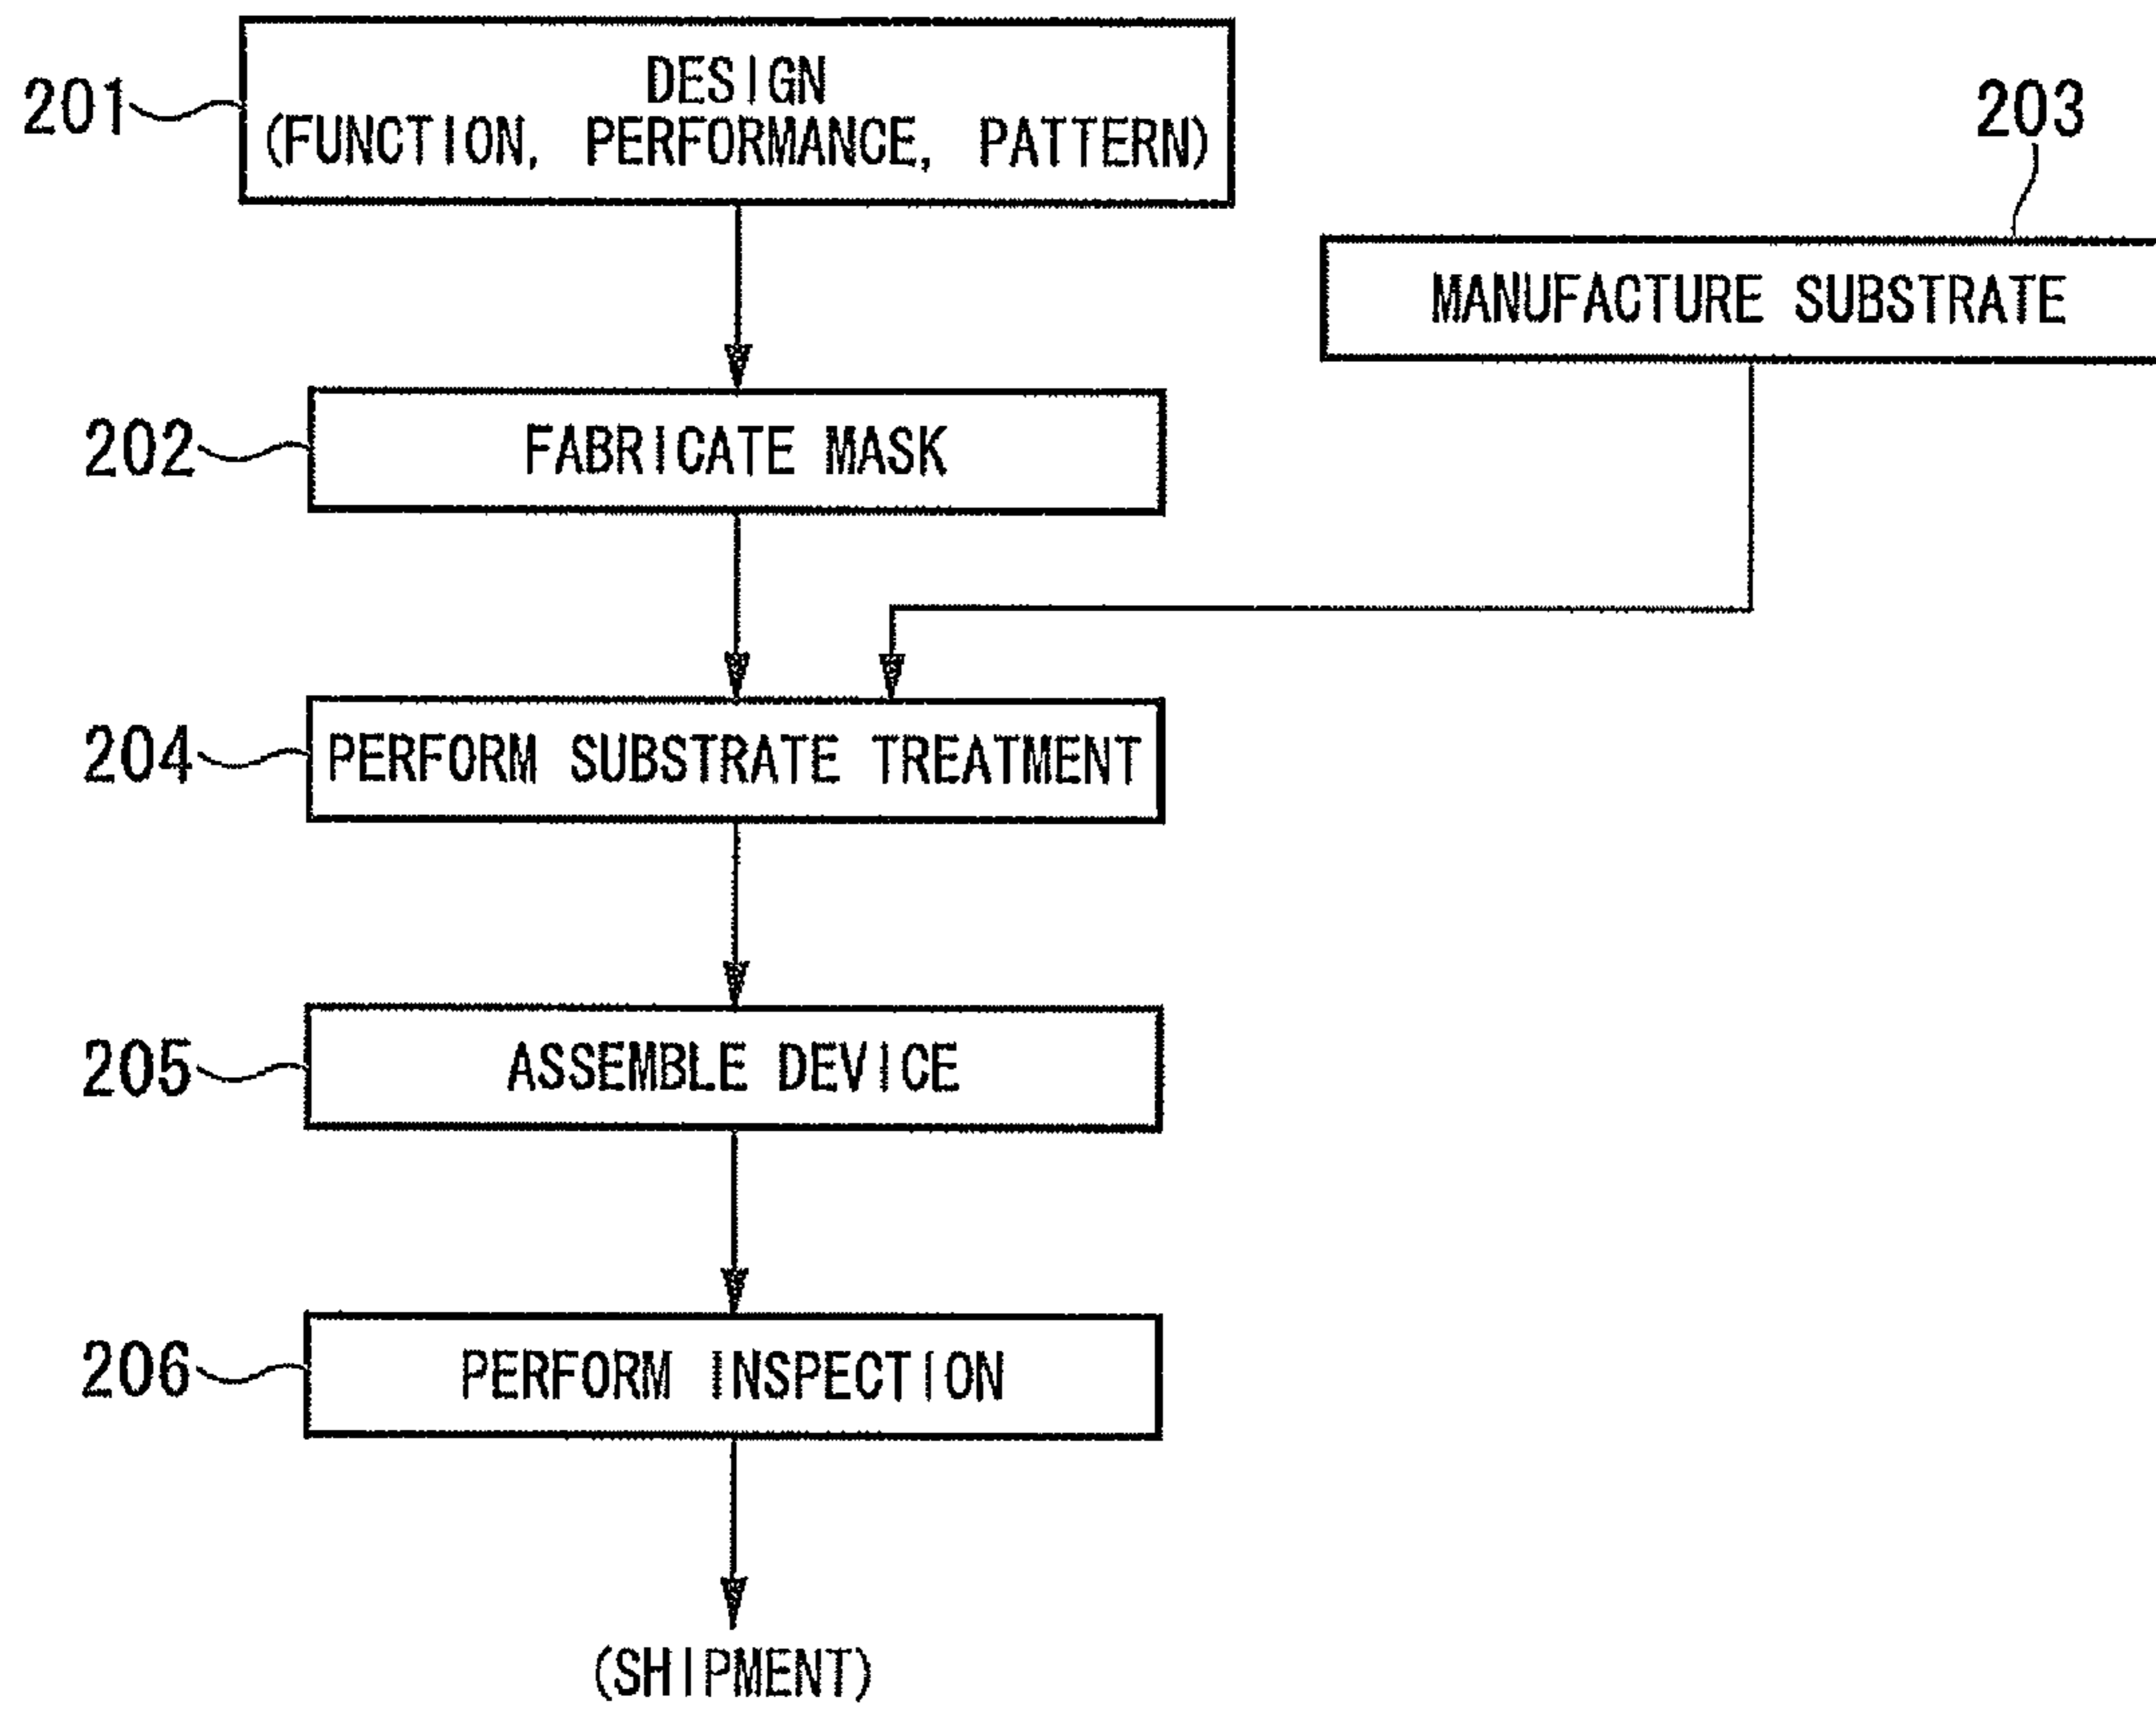 201
DESIGN
(FUNCTION, PERFORMANCE, PATTERN)
203
MANUFACTURE SUBSTRATE
202
FABRICATE MASK
204
PERFORM SUBSTRATE TREATMENT
205
ASSEMBLE DEVICE
206
PERFORM INSPECTION
(SHIPMENT)